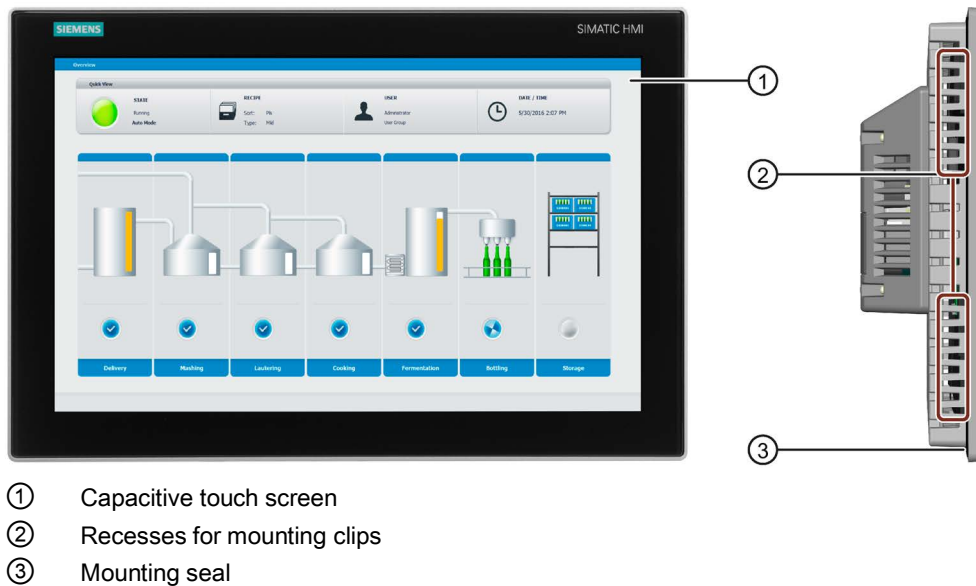 SIEMENS
SIMATIC HMI
Overview
Quick View
STATE
Running
Auto Mode
RECIPE
Sort: Pils
Type: Mild
USER
Administrator
User Group
DATE / TIME
5/30/2016 2:07 PM
Delivery
Mashing
Lautering
Cooking
Fermentation
Bottling
Storage
①
②
③
① Capacitive touch screen
② Recesses for mounting clips
③ Mounting seal